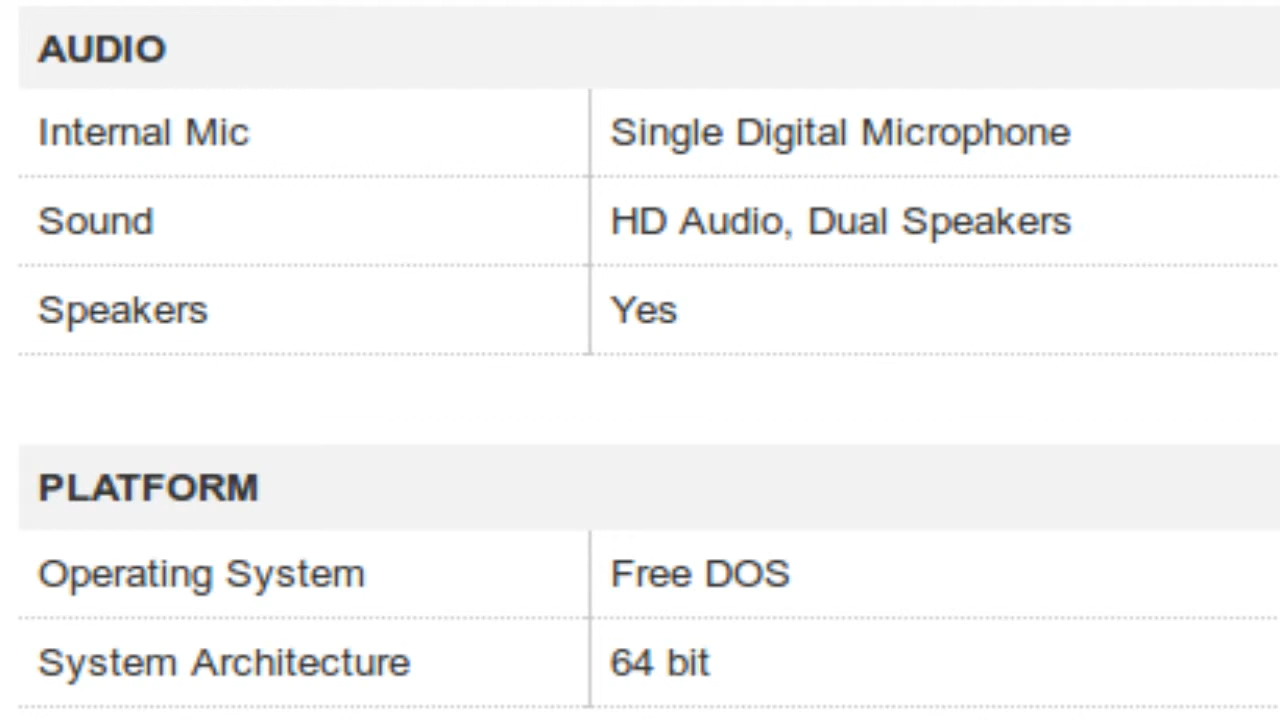 AUDIO
Internal Mic Single Digital Microphone
Sound HD Audio, Dual Speakers
Speakers Yes
PLATFORM
Operating System Free DOS
System Architecture 64 bit